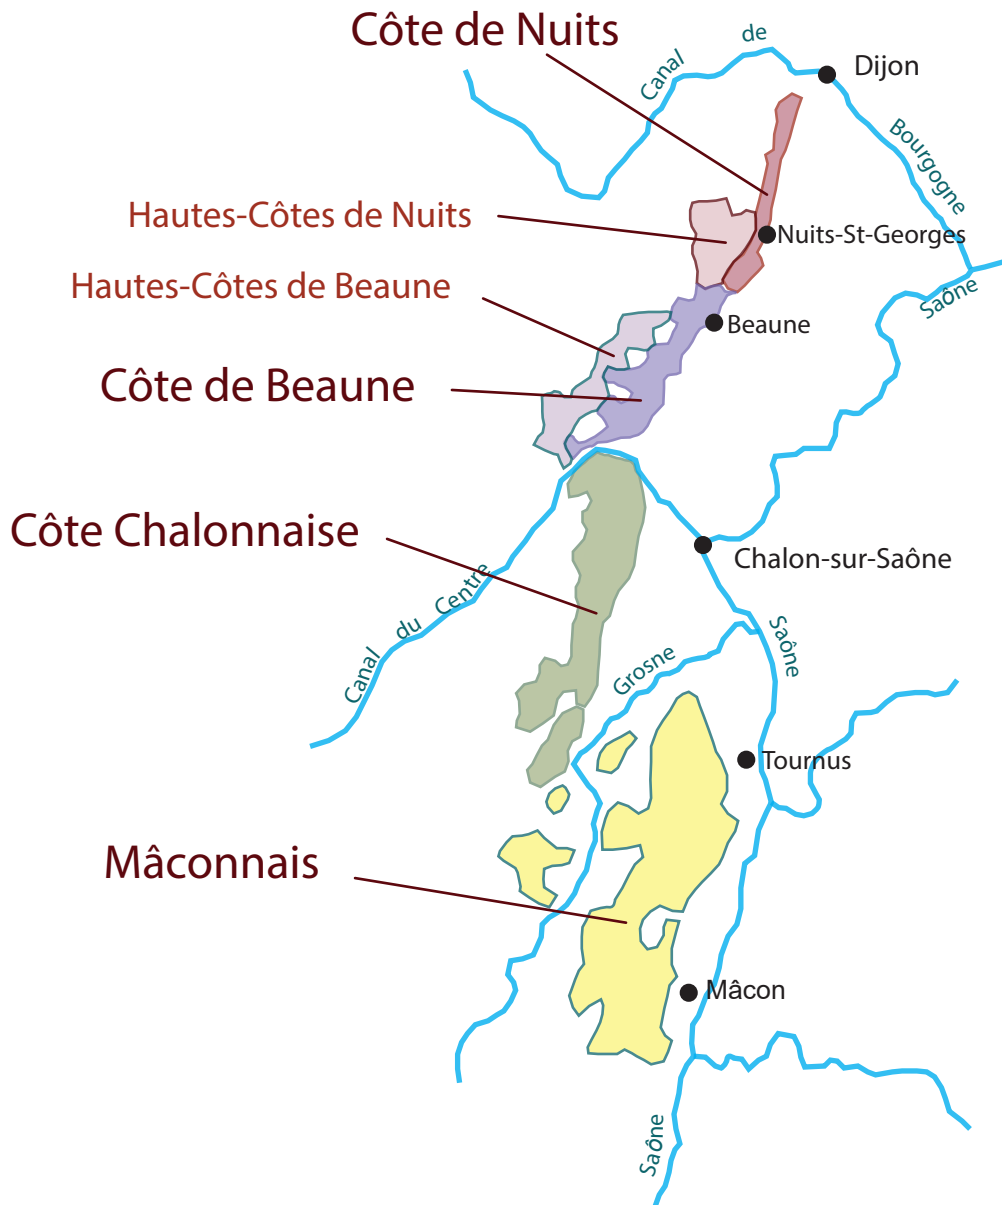 Côte de Nuits
Canal de Bourgogne
Dijon
Hautes-Côtes de Nuits
Nuits-St-Georges
Hautes-Côtes de Beaune
Saône
Beaune
Côte de Beaune
Côte Chalonnaise
Chalon-sur-Saône
Canal du Centre
Grosne
Saône
Tournus
Mâconnais
Mâcon
Saône